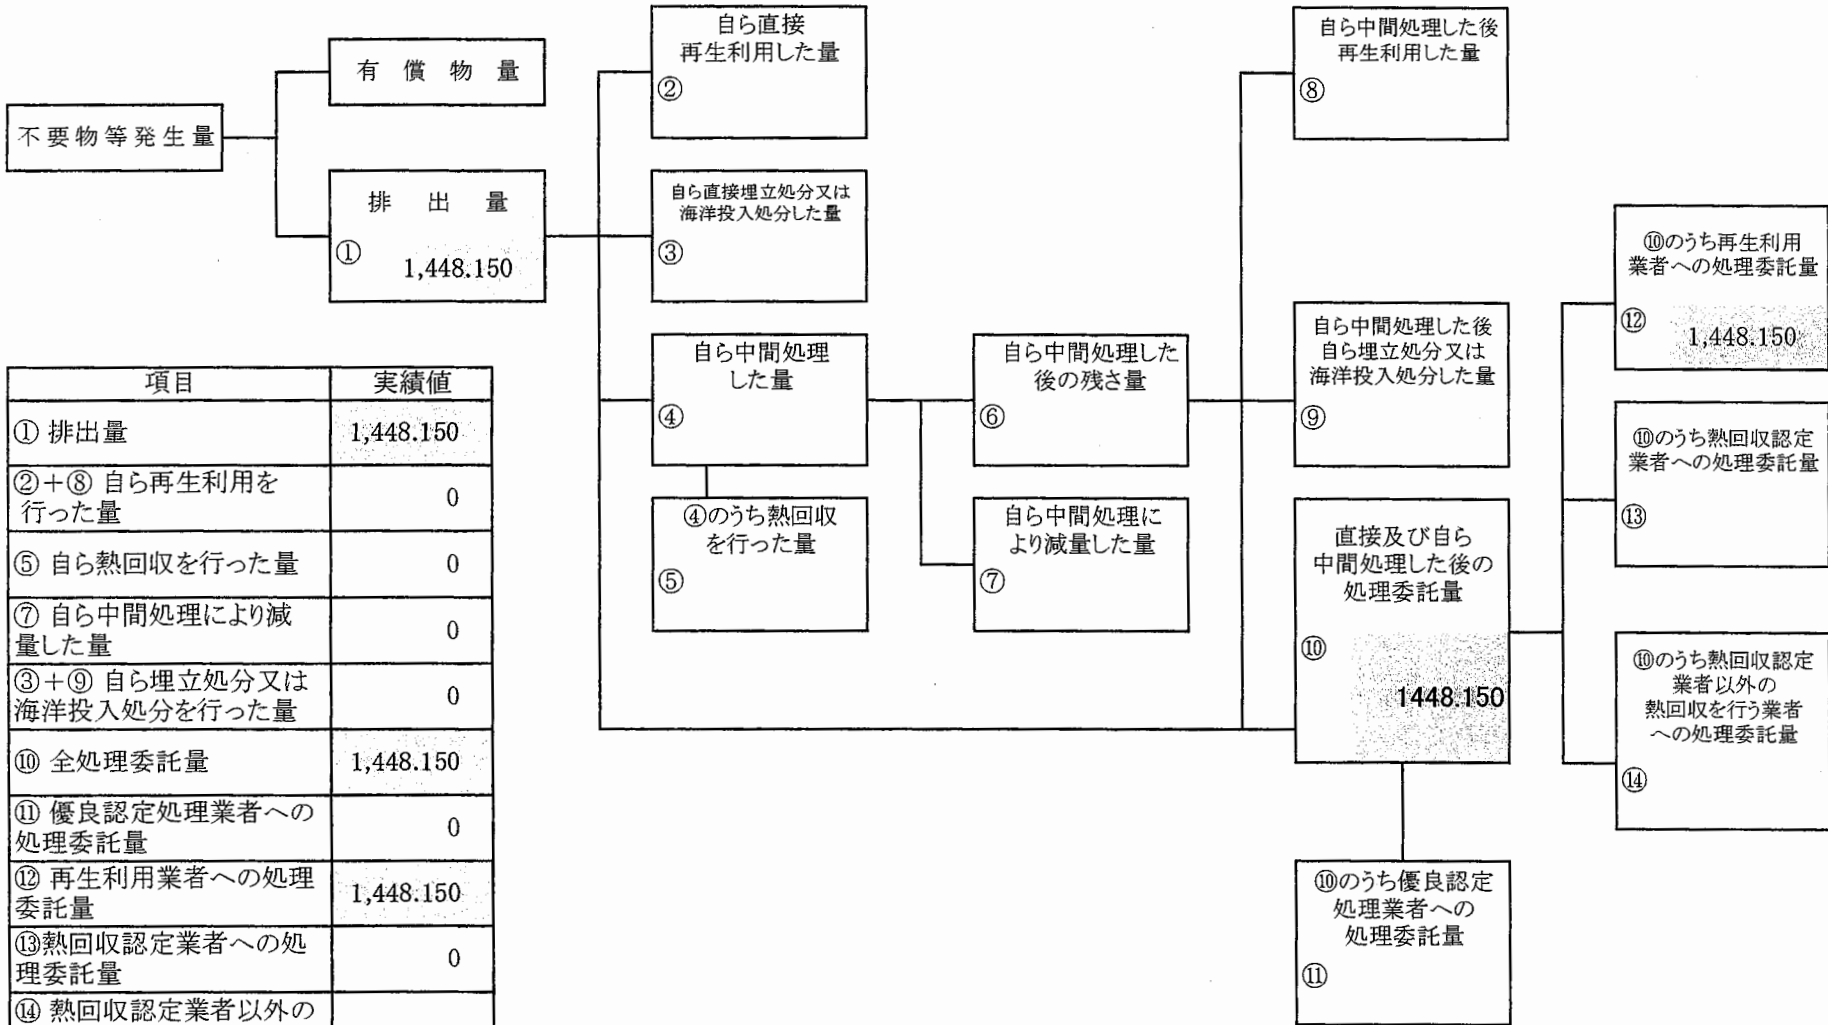 不要物等発生量
有償物量
排出量
①
1,448.150
自ら直接
再生利用した量
②
自ら直接埋立処分又は
海洋投入処分した量
③
自ら中間処理
した量
④
④のうち熱回収
を行った量
⑤
自ら中間処理した
後の残さ量
⑥
自ら中間処理に
より減量した量
⑦
自ら中間処理した後
再生利用した量
⑧
自ら中間処理した後
自ら埋立処分又は
海洋投入処分した量
⑨
直接及び自ら
中間処理した後の
処理委託量
⑩
1448.150
⑩のうち優良認定
処理業者への
処理委託量
⑪
⑩のうち再生利用
業者への処理委託量
⑫
1,448.150
⑩のうち熱回収認定
業者への処理委託量
⑬
⑩のうち熱回収認定
業者以外の
熱回収を行う業者
への処理委託量
⑭
項目 実績値
① 排出量 1,448.150
②+⑧ 自ら再生利用を
行った量 0
⑤ 自ら熱回収を行った量 0
⑦ 自ら中間処理により減
量した量 0
③+⑨ 自ら埋立処分又は
海洋投入処分を行った量 0
⑩ 全処理委託量 1,448.150
⑪ 優良認定処理業者への
処理委託量 0
⑫ 再生利用業者への処理
委託量 1,448.150
⑬熱回収認定業者への処
理委託量 0
⑭ 熱回収認定業者以外の